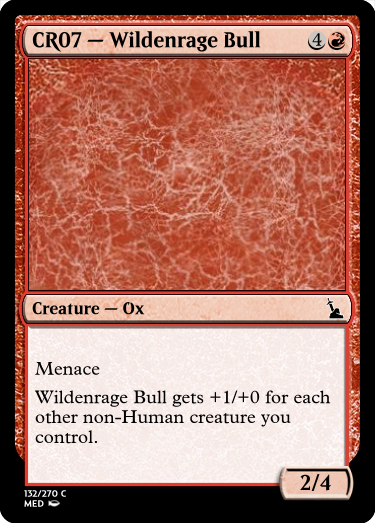 CR07 — Wildenrage Bull 4
Creature — Ox
Menace
Wildenrage Bull gets +1/+0 for each
other non-Human creature you
control.
2/4
132/270 C
MED